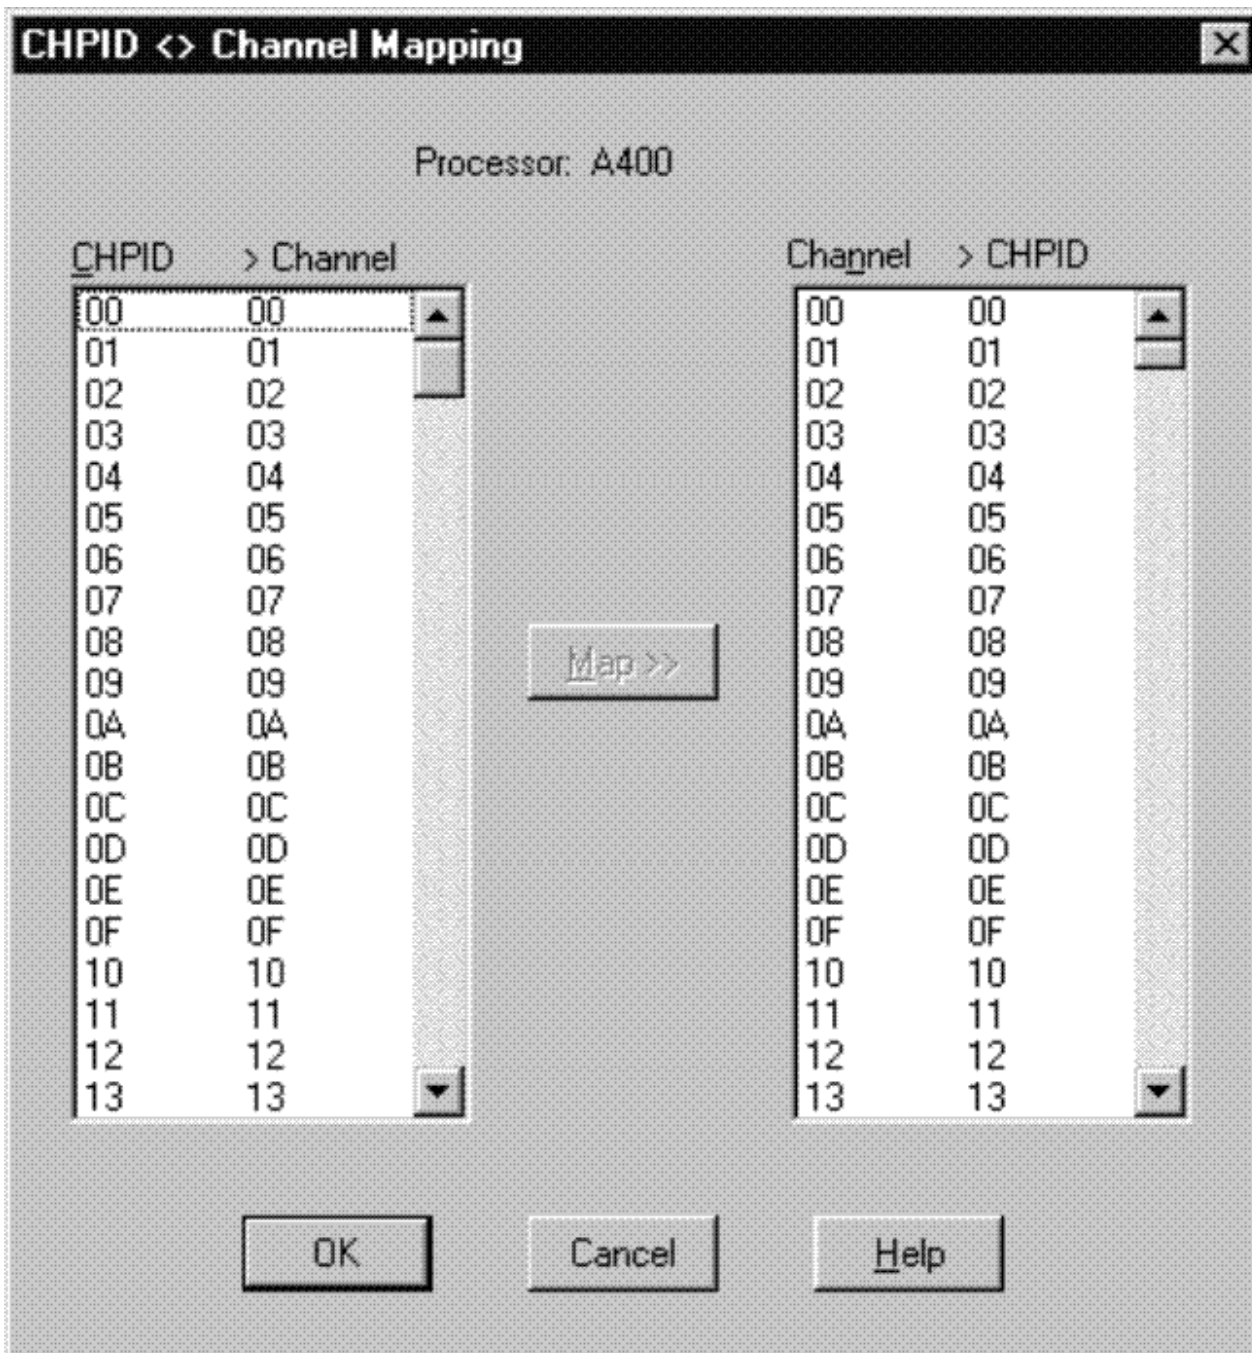 CHPID <> Channel Mapping
Processor: A400
CHPID > Channel
00 00
01 01
02 02
03 03
04 04
05 05
06 06
07 07
08 08
09 09
0A 0A
0B 0B
0C 0C
0D 0D
0E 0E
0F 0F
10 10
11 11
12 12
13 13
Map >>
Channel > CHPID
00 00
01 01
02 02
03 03
04 04
05 05
06 06
07 07
08 08
09 09
0A 0A
0B 0B
0C 0C
0D 0D
0E 0E
0F 0F
10 10
11 11
12 12
13 13
OK Cancel Help